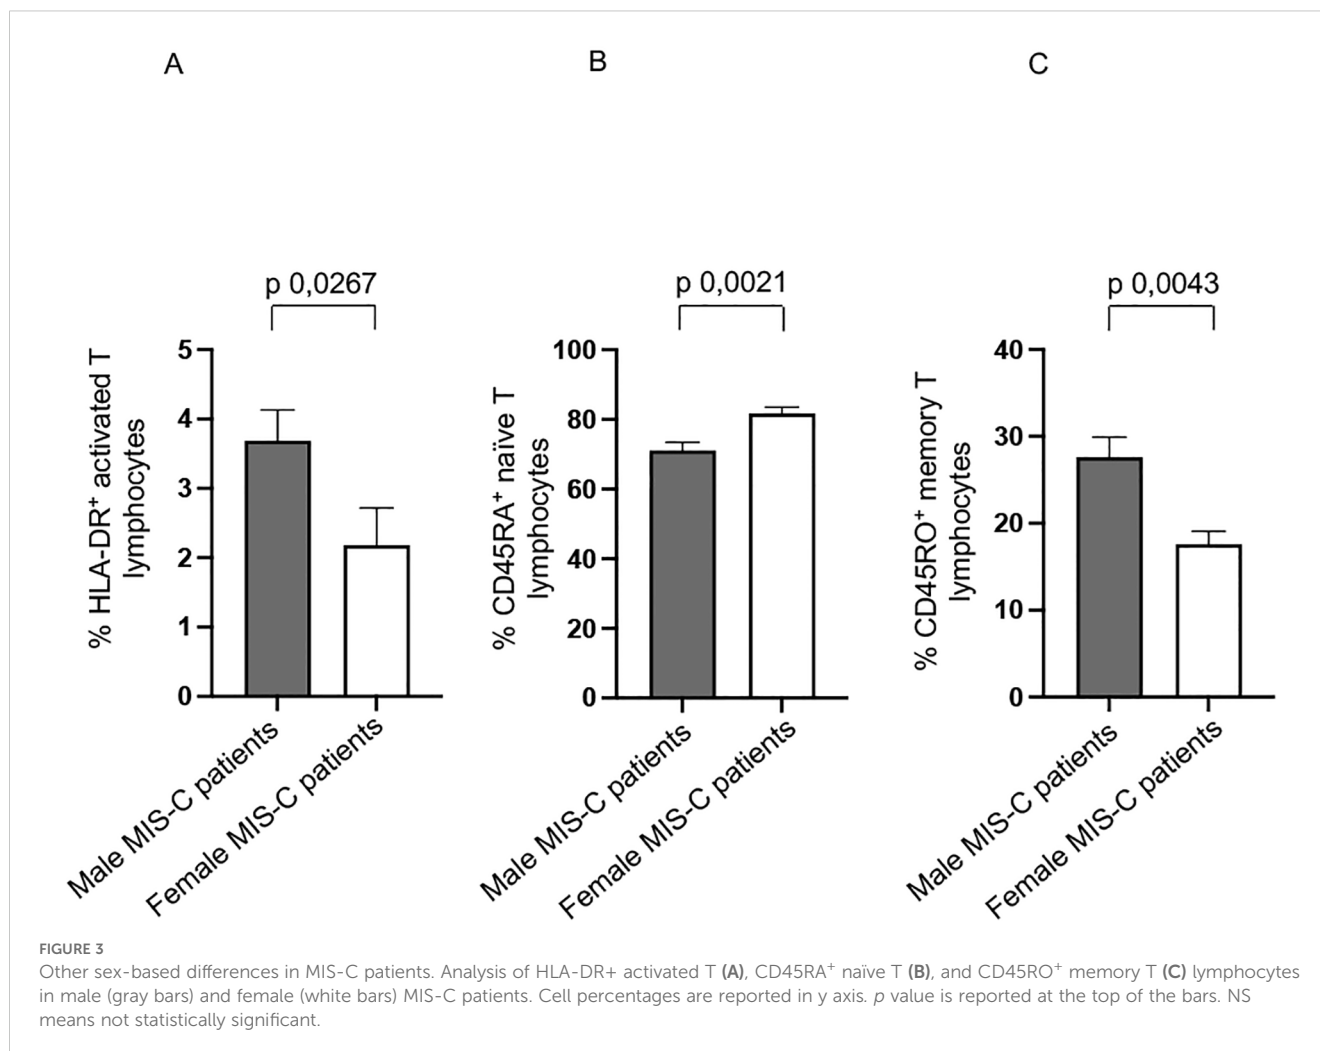 A
B
C
p 0,0267
p 0,0021
p 0,0043
% HLA-DR⁺ activated T
lymphocytes
5
4
3
2
1
0
Male MIS-C patients
Female MIS-C patients
% CD45RA⁺ naïve T
lymphocytes
100
80
60
40
20
0
Male MIS-C patients
Female MIS-C patients
% CD45RO⁺ memory T
lymphocytes
40
30
20
10
0
Male MIS-C patients
Female MIS-C patients
FIGURE 3
Other sex-based differences in MIS-C patients. Analysis of HLA-DR+ activated T (A), CD45RA⁺ naïve T (B), and CD45RO⁺ memory T (C) lymphocytes
in male (gray bars) and female (white bars) MIS-C patients. Cell percentages are reported in y axis. p value is reported at the top of the bars. NS
means not statistically significant.